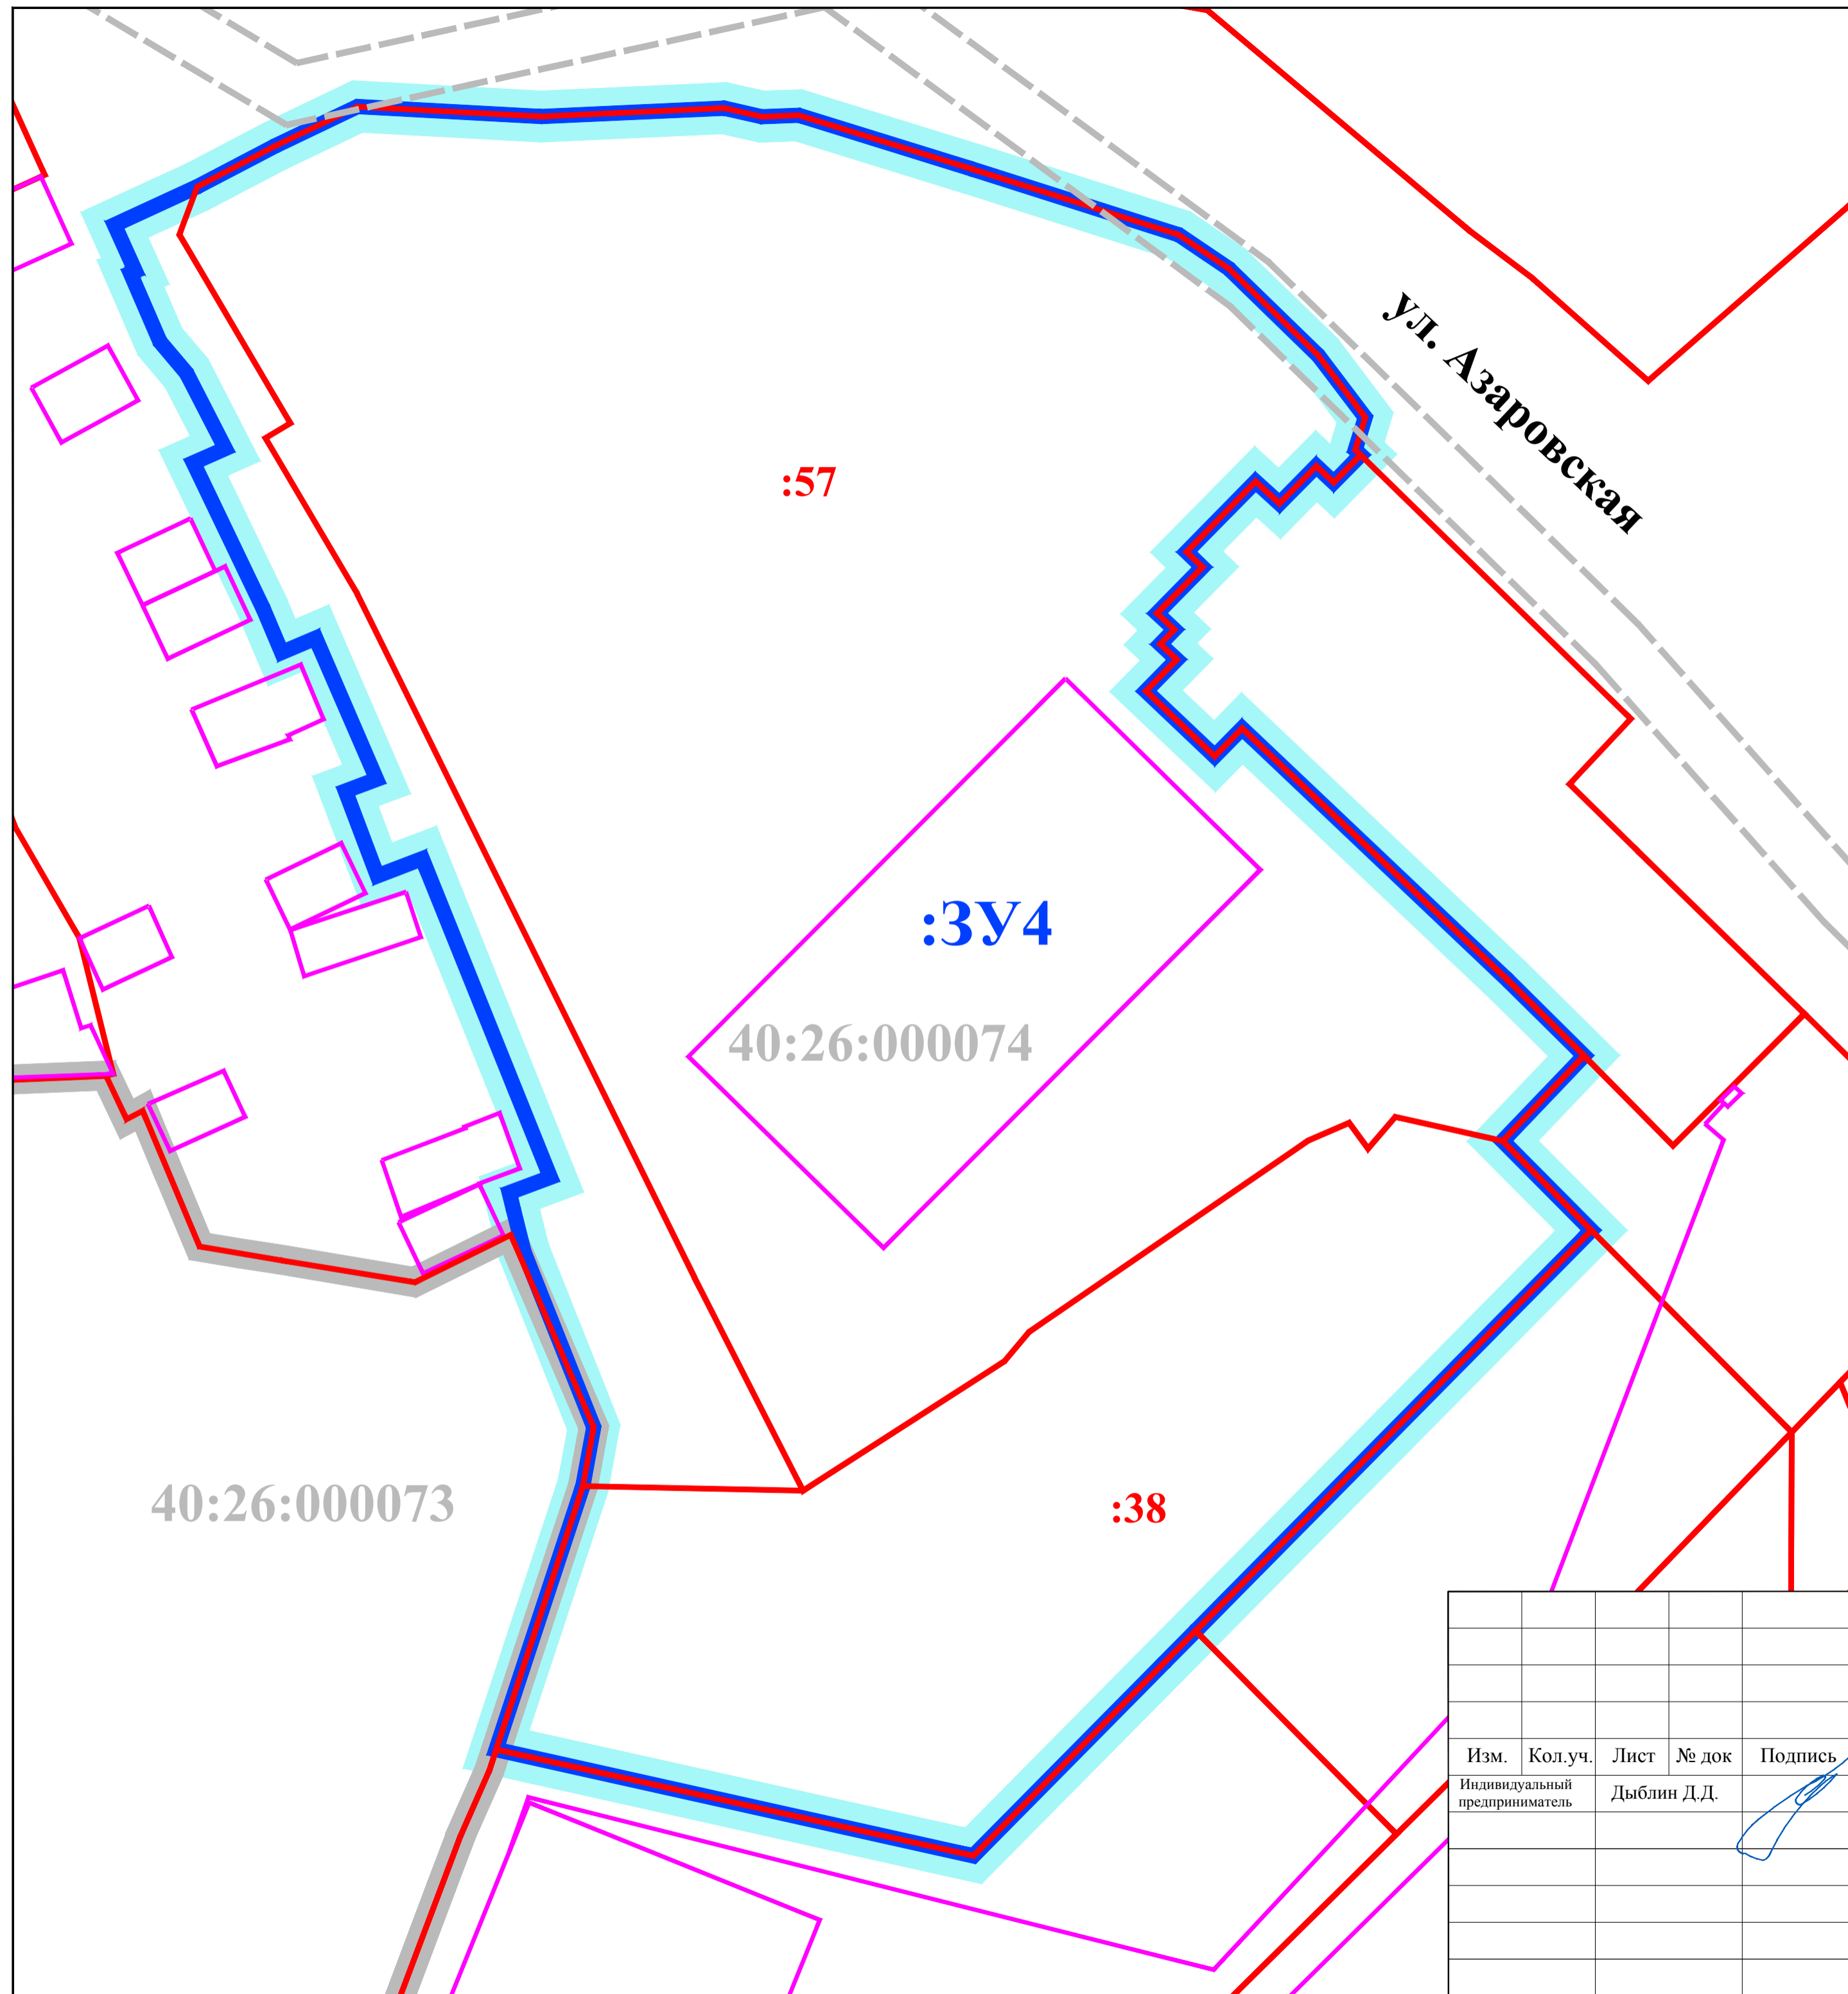 ул. Азаровская
:57
:ЗУ4
40:26:000074
40:26:000073
:38
Изм. Кол.уч. Лист № док Подпись
Индивидуальный
предприниматель
Дыблин Д.Д.